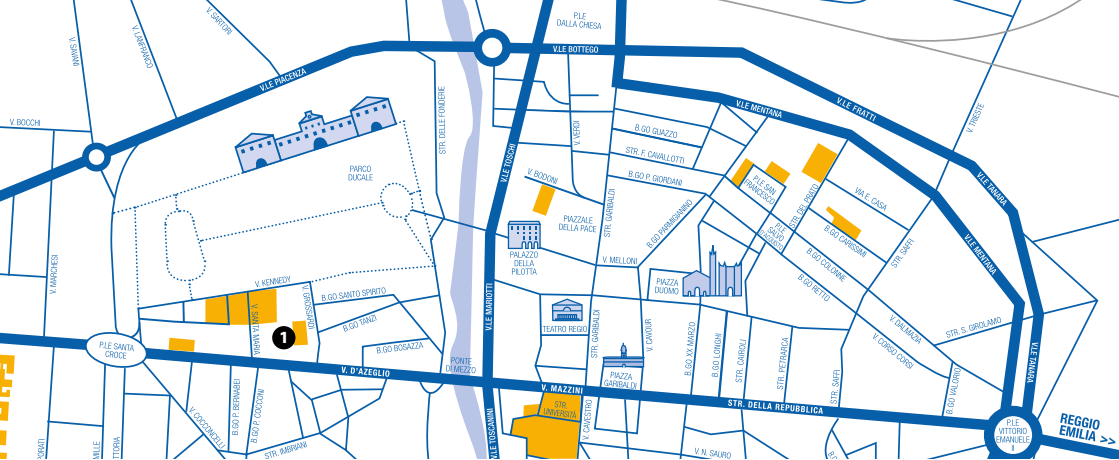 P.LE
DALLA CHIESA
V. SAVANI
V. LANFRANCO
V. SARTORI
V.LE BOTTEGO
V.LE PIACENZA
V.LE MENTANA
V.LE FRATTI
V. TRIESTE
V. BOCCHI
STR. DELLE FONDERIE
V.LE TOSCHI
V. VERDI
B.GO GUAZZO
STR. F. CAVALLOTTI
B.GO P. GIORDANI
PARCO
DUCALE
V. BODONI
P.LE SAN
FRANCESCO
STR. DEL PRATO
VIA E. CASA
V.LE TANARA
STR. GARIBALDI
B.GO PARMIGIANINO
PIAZZALE
DELLA PACE
B.GO CARISSIMI
STR. SAFFI
V.LE MENTANA
PALAZZO
DELLA
PILOTTA
V. MELLONI
B.GO COLONNE
B.GO RETTO
V. MARCHESI
V. KENNEDY
B.GO SANTO SPIRITO
V. GROSSARDI
V. SANTA MARIA
B.GO TANZI
PIAZZA
DUOMO
V.LE MARIOTTI
TEATRO REGIO
STR. GARIBALDI
V. CAVOUR
B.GO XX MARZO
B.GO LONGHI
STR. CAIROLI
STR. PETRARCA
STR. SAFFI
V. DALMAZIA
V. CORSO CORSI
STR. S. GIROLAMO
V.LE TANARA
1
P.LE SANTA
CROCE
B.GO BOSAZZA
PONTE
DI MEZZO
V. D'AZEGLIO
PIAZZA
GARIBALDI
V. MAZZINI
STR. DELLA REPUBBLICA
B.GO VALORIO
V. COCCONCELLI
B.GO P. BERNABEI
B.GO P. COCCONI
STR. IMBRIANI
V.LE TOSCANINI
STR.
UNIVERSITÀ
V. CAVESTRO
V. N. SAURO
P.LE
VITTORIO
EMANUELE
II
REGGIO
EMILIA >>